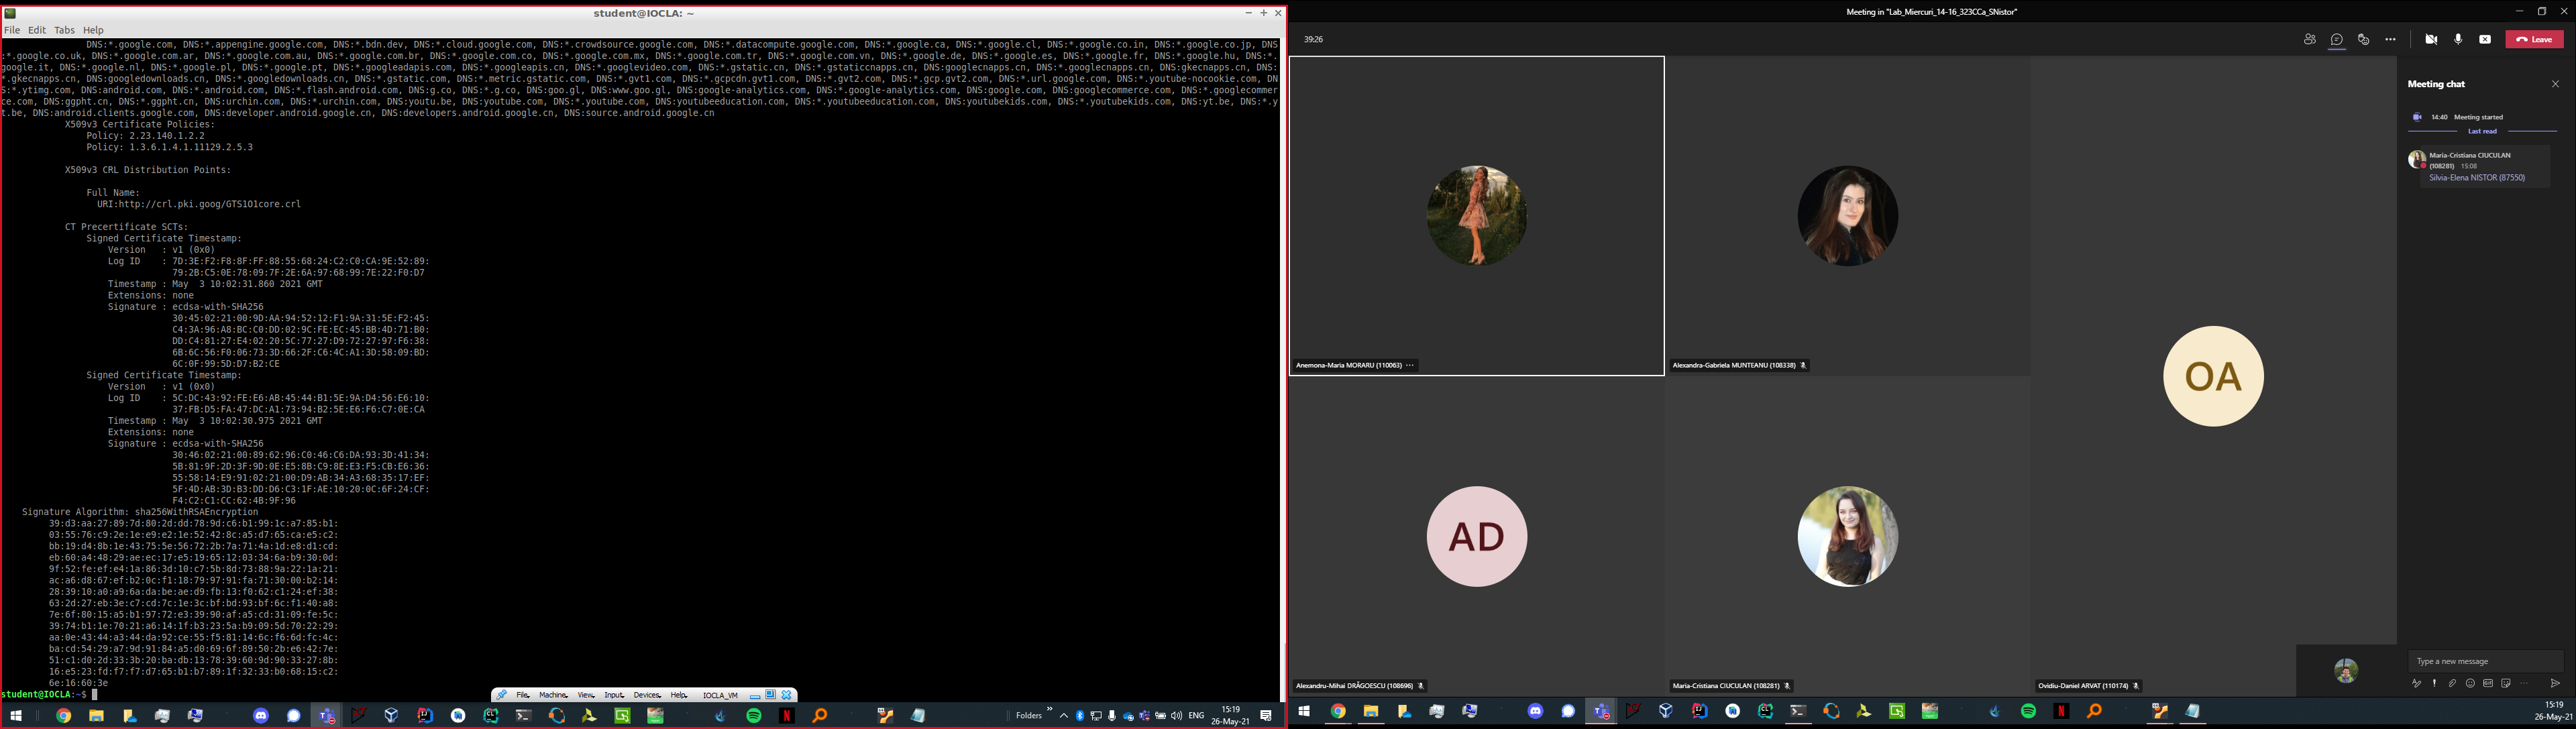 student@IOCLA: ~
File Edit Tabs Help
DNS:*.google.com, DNS:*.appengine.google.com, DNS:*.bdn.dev, DNS:*.cloud.google.com, DNS:*.crowdsource.google.com, DNS:*.datacompute.google.com, DNS:*.google.ca, DNS:*.google.cl, DNS:*.google.co.in, DNS:*.google.co.jp, DNS
:*.google.co.uk, DNS:*.google.com.ar, DNS:*.google.com.au, DNS:*.google.com.br, DNS:*.google.com.co, DNS:*.google.com.mx, DNS:*.google.com.tr, DNS:*.google.com.vn, DNS:*.google.de, DNS:*.google.es, DNS:*.google.fr, DNS:*.google.hu, DNS:*.
google.it, DNS:*.google.nl, DNS:*.google.pl, DNS:*.google.pt, DNS:*.googleadapis.com, DNS:*.googleapis.cn, DNS:*.googlevideo.com, DNS:*.gstatic.cn, DNS:*.gstaticcnapps.cn, DNS:googlecnapps.cn, DNS:*.googlecnapps.cn, DNS:gkecnapps.cn, DNS:
*.gkecnapps.cn, DNS:googledownloads.cn, DNS:*.googledownloads.cn, DNS:*.gstatic.com, DNS:*.metric.gstatic.com, DNS:*.gvt1.com, DNS:*.gcpcdn.gvt1.com, DNS:*.gvt2.com, DNS:*.gcp.gvt2.com, DNS:*.url.google.com, DNS:*.youtube-nocookie.com, DN
S:*.ytimg.com, DNS:android.com, DNS:*.android.com, DNS:*.flash.android.com, DNS:g.co, DNS:*.g.co, DNS:goo.gl, DNS:www.goo.gl, DNS:google-analytics.com, DNS:*.google-analytics.com, DNS:google.com, DNS:googlecommerce.com, DNS:*.googlecommer
ce.com, DNS:ggpht.cn, DNS:*.ggpht.cn, DNS:urchin.com, DNS:*.urchin.com, DNS:youtu.be, DNS:youtube.com, DNS:*.youtube.com, DNS:youtubeeducation.com, DNS:*.youtubeeducation.com, DNS:youtubekids.com, DNS:*.youtubekids.com, DNS:yt.be, DNS:*.y
t.be, DNS:android.clients.google.com, DNS:developer.android.google.cn, DNS:developers.android.google.cn, DNS:source.android.google.cn
X509v3 Certificate Policies:
Policy: 2.23.140.1.2.2
Policy: 1.3.6.1.4.1.11129.2.5.3
X509v3 CRL Distribution Points:
Full Name:
URI:http://crl.pki.goog/GTS1O1core.crl
CT Precertificate SCTs:
Signed Certificate Timestamp:
Version : v1 (0x0)
Log ID : 7D:3E:F2:F8:8F:FF:88:55:68:24:C2:C0:CA:9E:52:89:
79:2B:C5:0E:78:09:7F:2E:6A:97:68:99:7E:22:F0:D7
Timestamp : May 3 10:02:31.860 2021 GMT
Extensions: none
Signature : ecdsa-with-SHA256
30:45:02:21:00:9D:AA:94:52:12:F1:9A:31:5E:F2:45:
C4:3A:96:A8:BC:C0:DD:02:9C:FE:EC:45:BB:4D:71:B0:
DD:C4:81:27:E4:02:20:5C:77:27:D9:72:27:97:F6:38:
6B:6C:56:F0:06:73:3D:66:2F:C6:4C:A1:3D:58:09:BD:
6C:0F:99:5D:D7:B2:CE
Signed Certificate Timestamp:
Version : v1 (0x0)
Log ID : 5C:DC:43:92:FE:E6:AB:45:44:B1:5E:9A:D4:56:E6:10:
37:FB:D5:FA:47:DC:A1:73:94:B2:5E:E6:F6:C7:0E:CA
Timestamp : May 3 10:02:30.975 2021 GMT
Extensions: none
Signature : ecdsa-with-SHA256
30:46:02:21:00:89:62:96:C0:46:C6:DA:93:3D:41:34:
5B:81:9F:2D:3F:9D:0E:E5:8B:C9:8E:E3:F5:CB:E6:36:
55:58:14:E9:91:02:21:00:D9:AB:34:A3:68:35:17:EF:
5F:4D:AB:3D:B3:DD:D6:C3:1F:AE:10:20:0C:6F:24:CF:
F4:C2:C1:CC:62:4B:9F:96
Signature Algorithm: sha256WithRSAEncryption
39:d3:aa:27:89:7d:80:2d:dd:78:9d:c6:b1:99:1c:a7:85:b1:
03:55:76:c9:2e:1e:e9:e2:1e:52:42:8c:a5:d7:65:ca:e5:c2:
bb:19:d4:8b:1e:43:75:5e:56:72:2b:7a:71:4a:1d:e8:d1:cd:
eb:60:a4:48:29:ae:ec:17:e5:19:65:12:03:34:6a:b9:30:0d:
9f:52:fe:ef:e4:1a:86:3d:10:c7:5b:8d:73:88:9a:22:1a:21:
ac:a6:d8:67:ef:b2:0c:f1:18:79:97:91:fa:71:30:00:b2:14:
28:39:10:a0:a9:6a:da:be:ae:d9:fb:13:f0:62:c1:24:ef:38:
63:2d:27:eb:3e:c7:cd:7c:1e:3c:bf:bd:93:bf:6c:f1:40:a8:
7e:6f:80:15:a5:b1:97:72:e3:39:90:af:a5:cd:31:09:fe:5c:
39:74:b1:1e:70:21:a6:14:1f:b3:23:5a:b9:09:5d:70:22:29:
aa:0e:43:44:a3:44:da:92:ce:55:f5:81:14:6c:f6:6d:fc:4c:
ba:cd:54:29:a7:9d:91:84:a5:d0:69:6f:89:50:2b:e6:42:7e:
51:c1:d0:2d:33:3b:20:ba:db:13:78:39:60:9d:90:33:27:8b:
16:e5:23:fd:f7:f7:d7:65:b1:b7:89:1f:32:33:b0:68:15:c2:
6e:16:60:3e
student@IOCLA:~$
File Machine View Input Devices Help IOCLA_VM
Folders » ENG 15:19
26-May-21
Meeting in "Lab_Miercuri_14-16_323CCa_SNistor"
39:26
Leave
Meeting chat
14:40 Meeting started
Last read
Maria-Cristiana CIUCULAN
(108281) 15:08
Silvia-Elena NISTOR (87550)
Anemona-Maria MORARU (110063)
Alexandra-Gabriela MUNTEANU (108338)
OA
AD
Alexandru-Mihai DRĂGOESCU (108696)
Maria-Cristiana CIUCULAN (108281)
Ovidiu-Daniel ARVAT (110174)
Type a new message
15:19
26-May-21